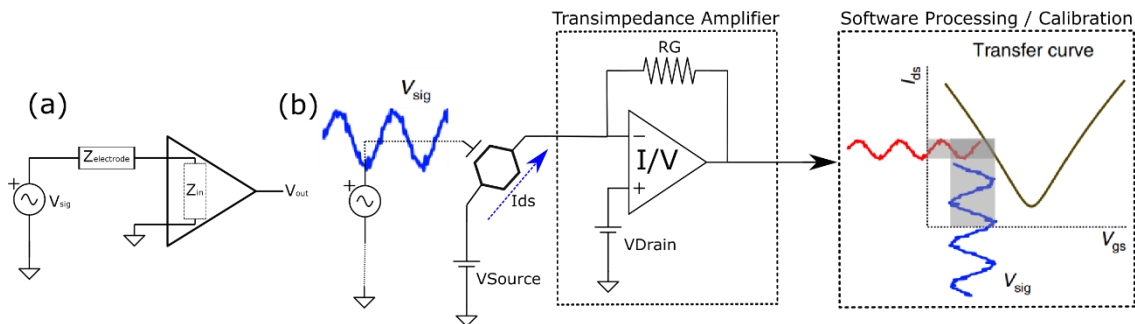 Transimpedance Amplifier
Software Processing / Calibration
(a)
Zelectrode
+
Vsig
Zin
Vout
(b)
Vsig
+
Ids
VSource
RG
−
I/V
+
VDrain
Transfer curve
Ids
Vgs
Vsig